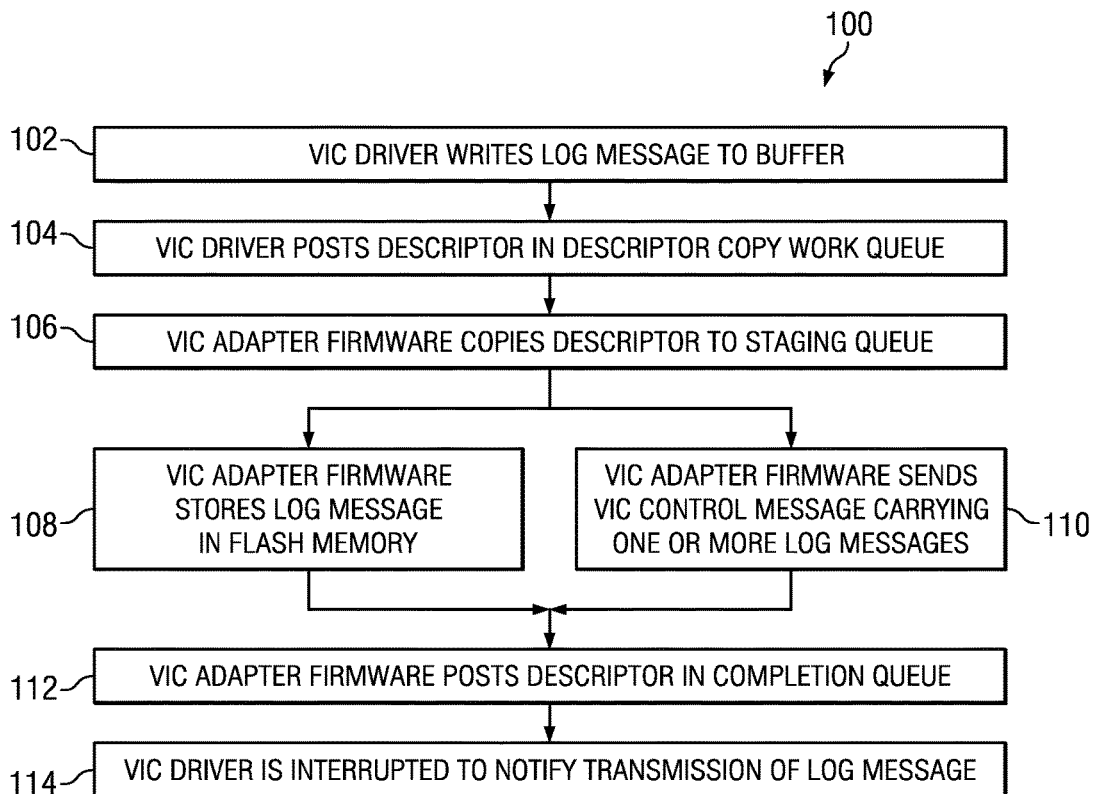 100
102
VIC DRIVER WRITES LOG MESSAGE TO BUFFER
104
VIC DRIVER POSTS DESCRIPTOR IN DESCRIPTOR COPY WORK QUEUE
106
VIC ADAPTER FIRMWARE COPIES DESCRIPTOR TO STAGING QUEUE
108
VIC ADAPTER FIRMWARE
STORES LOG MESSAGE
IN FLASH MEMORY
VIC ADAPTER FIRMWARE SENDS
VIC CONTROL MESSAGE CARRYING
ONE OR MORE LOG MESSAGES
110
112
VIC ADAPTER FIRMWARE POSTS DESCRIPTOR IN COMPLETION QUEUE
114
VIC DRIVER IS INTERRUPTED TO NOTIFY TRANSMISSION OF LOG MESSAGE